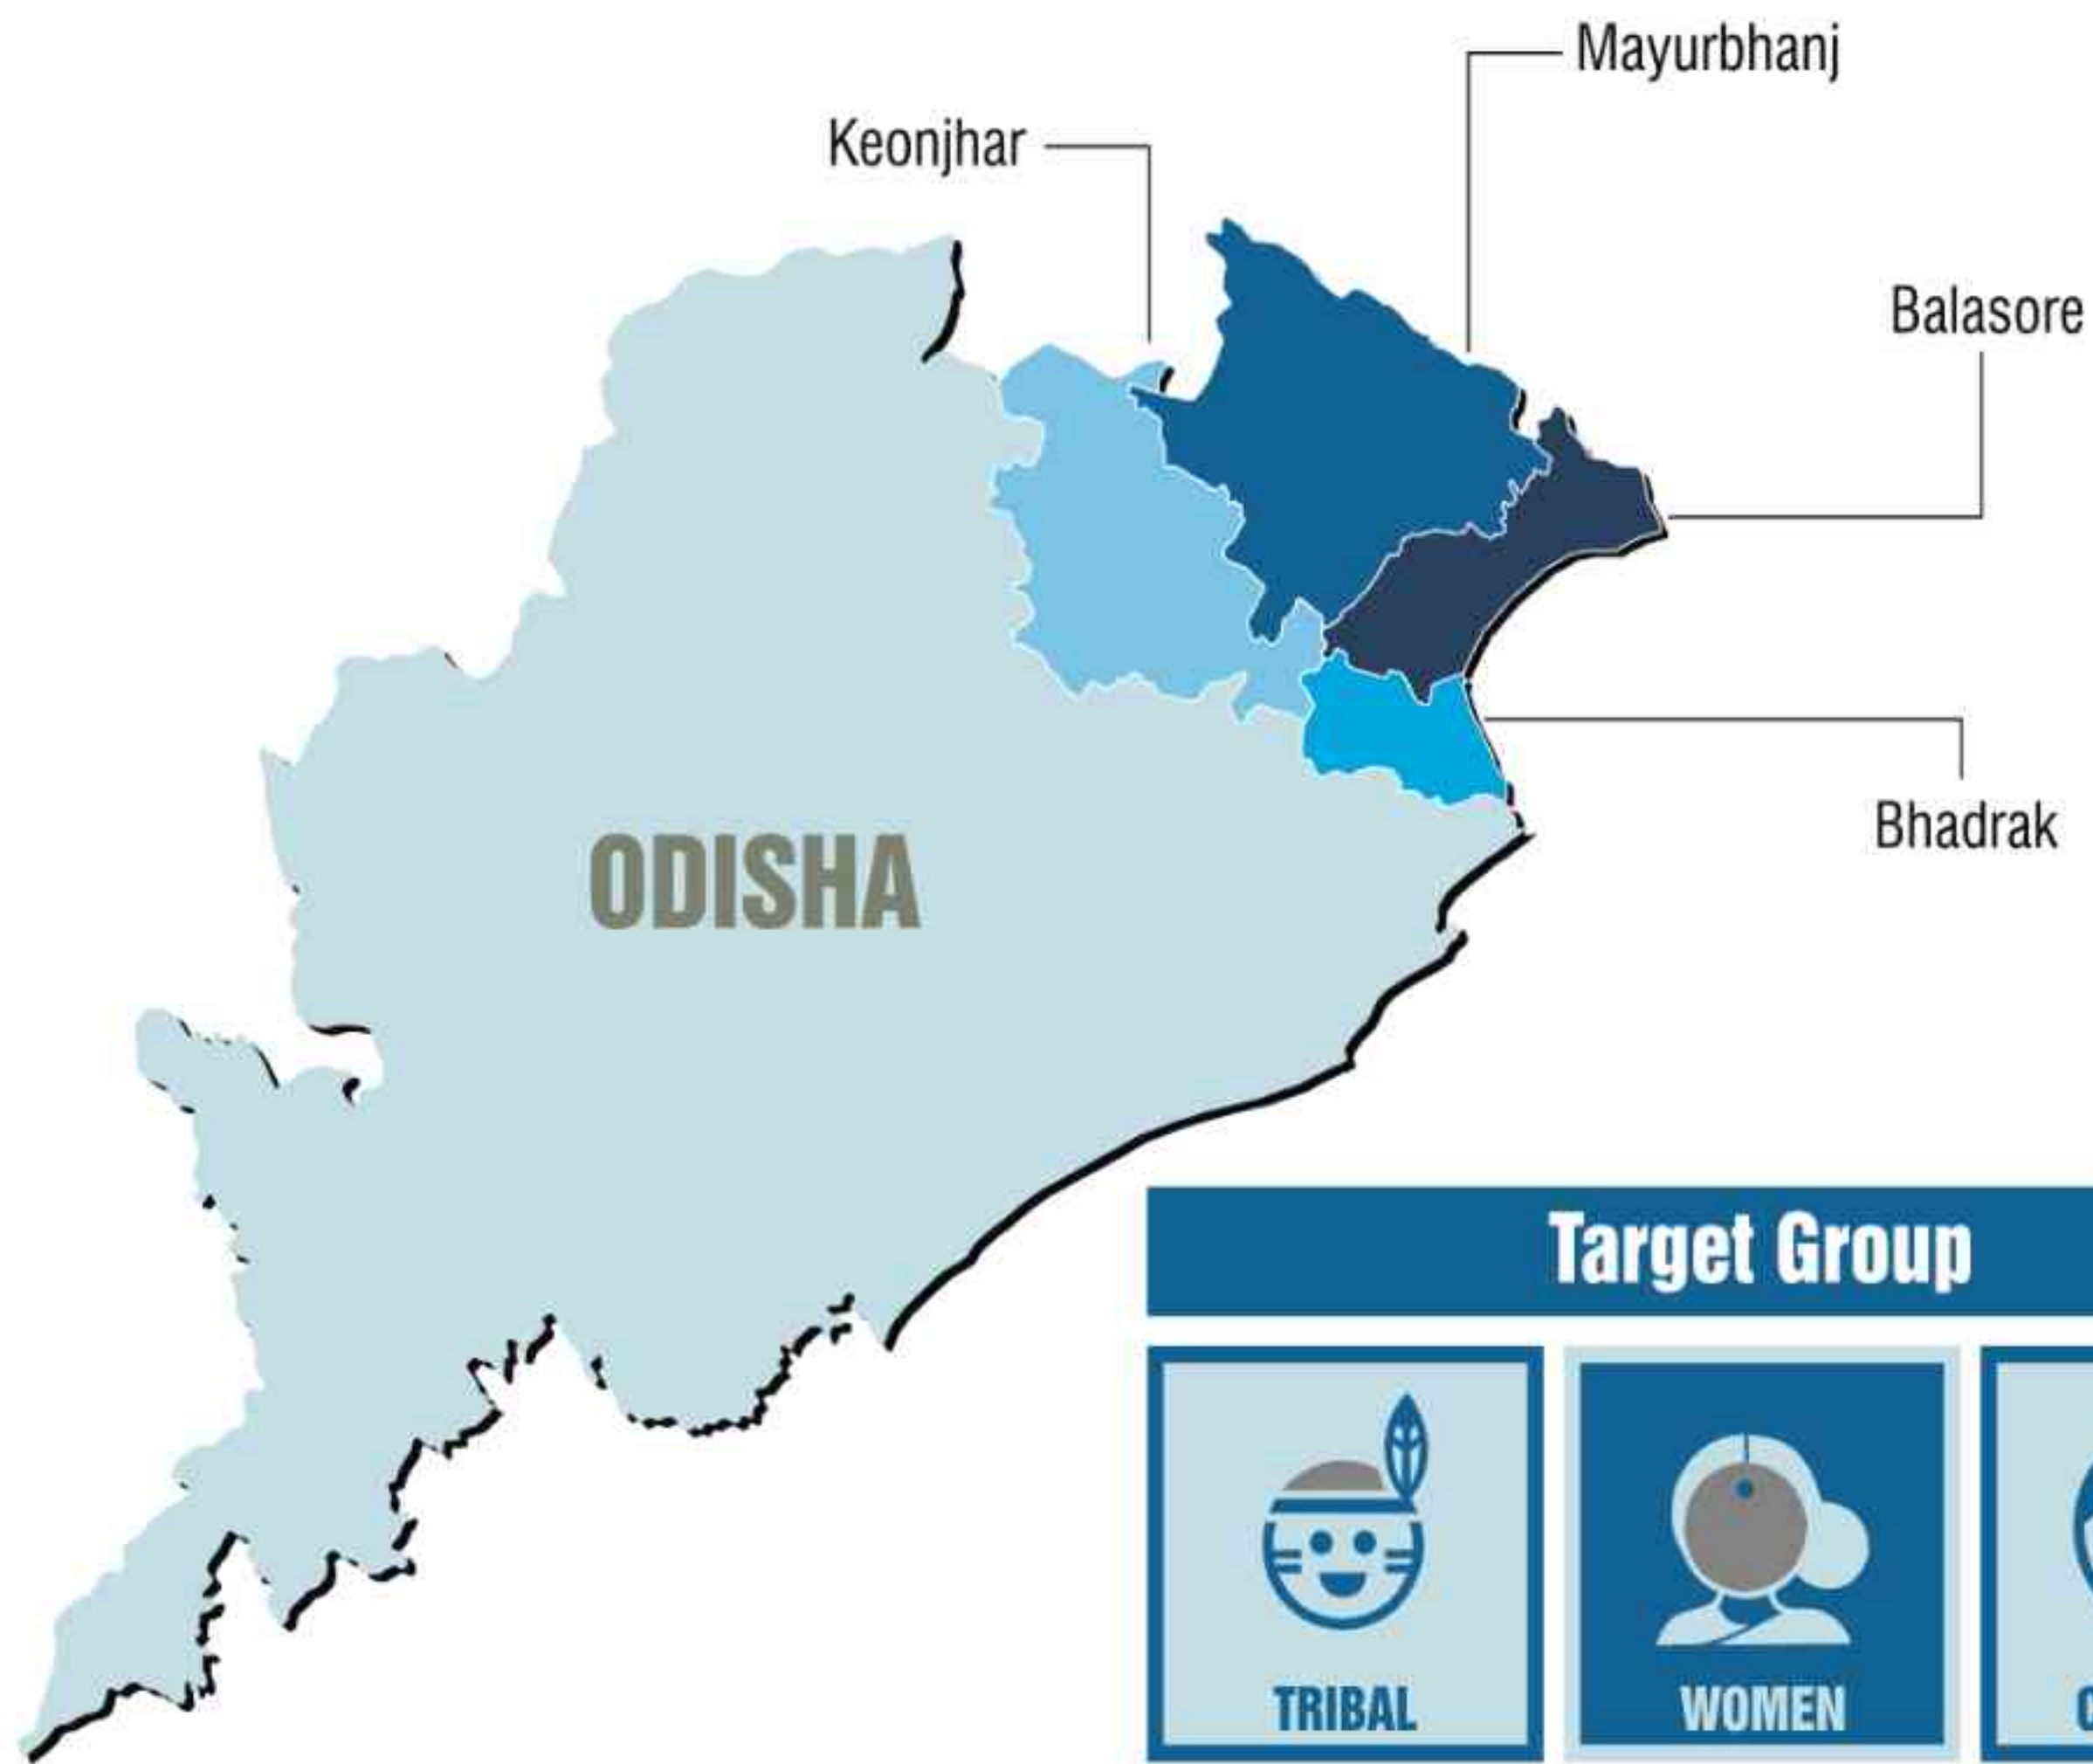 Mayurbhanj
Keonjhar
Balasore
Bhadrak
ODISHA
Target Group
TRIBAL
WOMEN